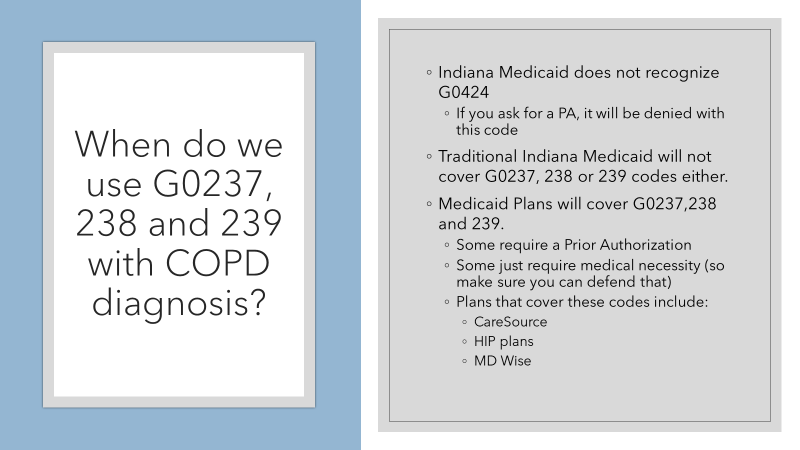 When do we
use G0237,
238 and 239
with COPD
diagnosis?
◦ Indiana Medicaid does not recognize
G0424
◦ If you ask for a PA, it will be denied with
this code
◦ Traditional Indiana Medicaid will not
cover G0237, 238 or 239 codes either.
◦ Medicaid Plans will cover G0237,238
and 239.
◦ Some require a Prior Authorization
◦ Some just require medical necessity (so
make sure you can defend that)
◦ Plans that cover these codes include:
◦ CareSource
◦ HIP plans
◦ MD Wise